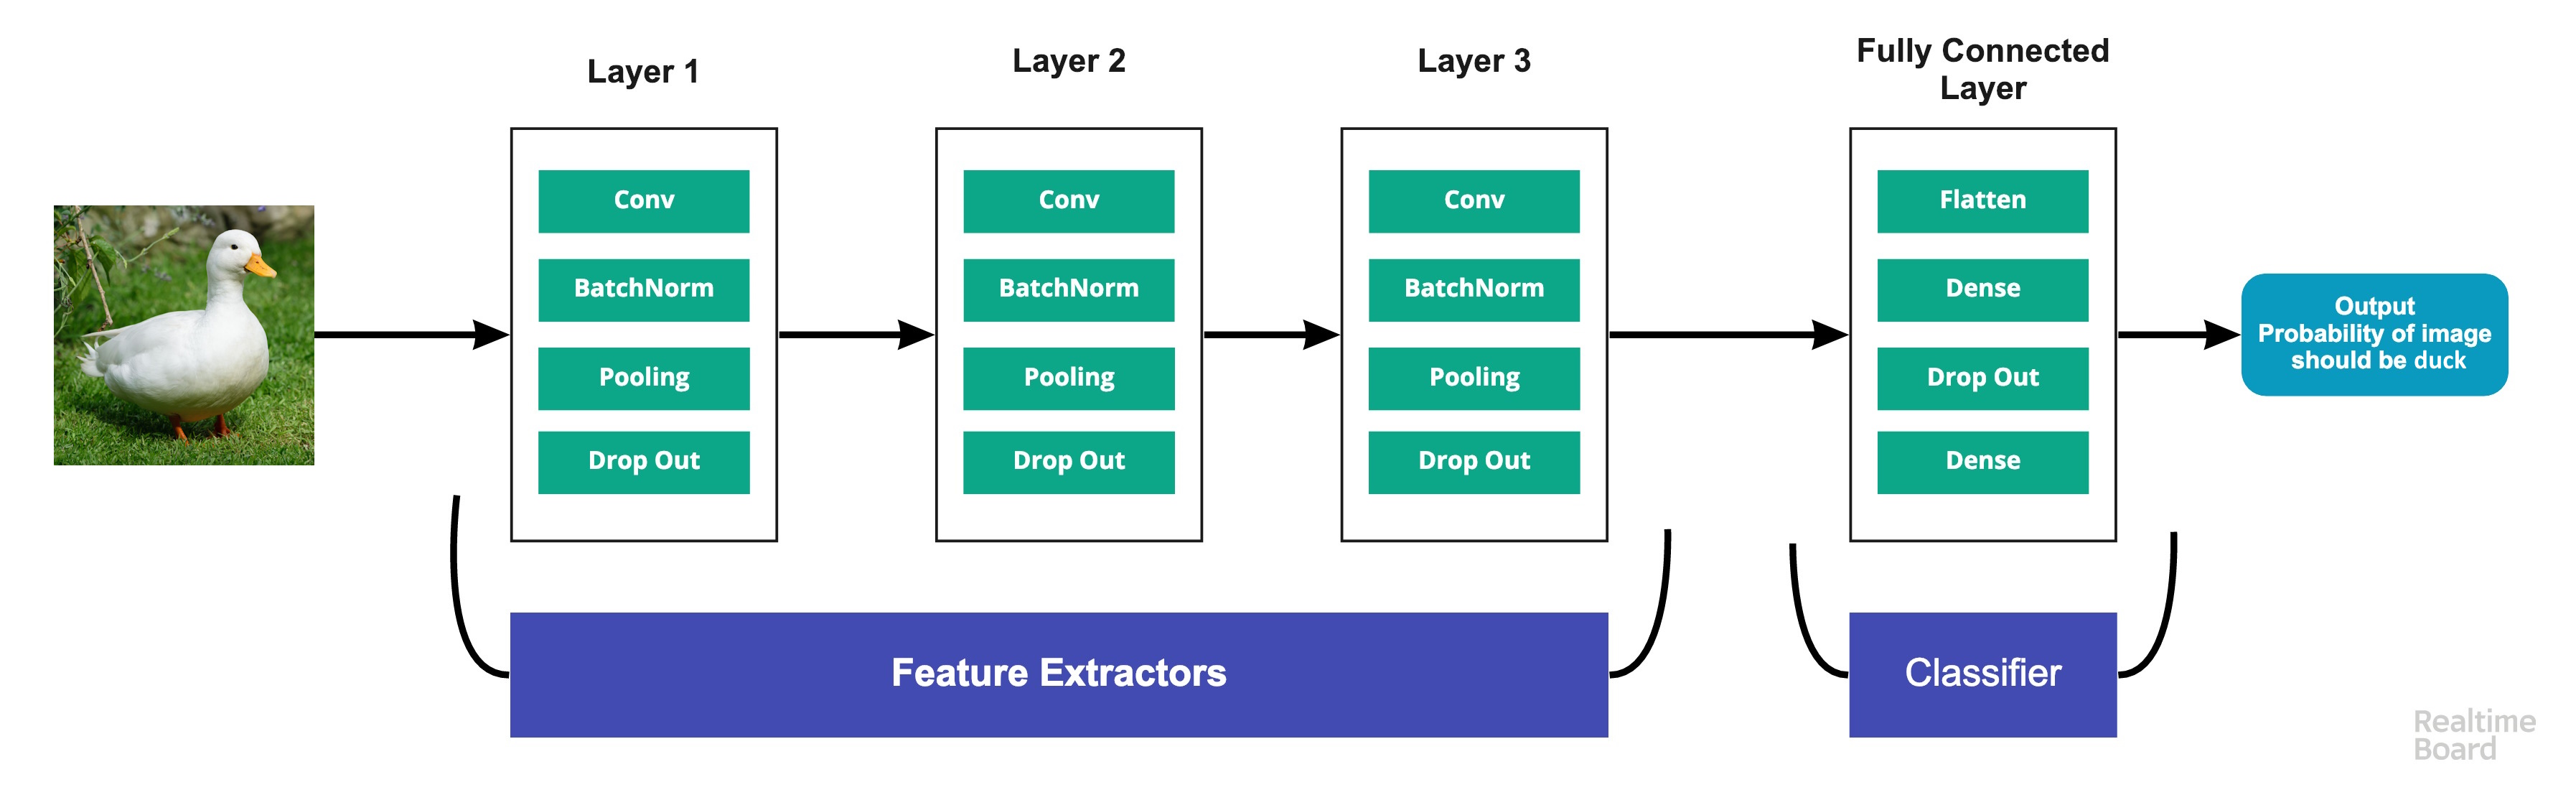 Layer 1
Layer 2
Layer 3
Fully Connected
Layer
Conv
BatchNorm
Pooling
Drop Out
Conv
BatchNorm
Pooling
Drop Out
Conv
BatchNorm
Pooling
Drop Out
Flatten
Dense
Drop Out
Dense
Output
Probability of image
should be duck
Feature Extractors
Classifier
Realtime
Board